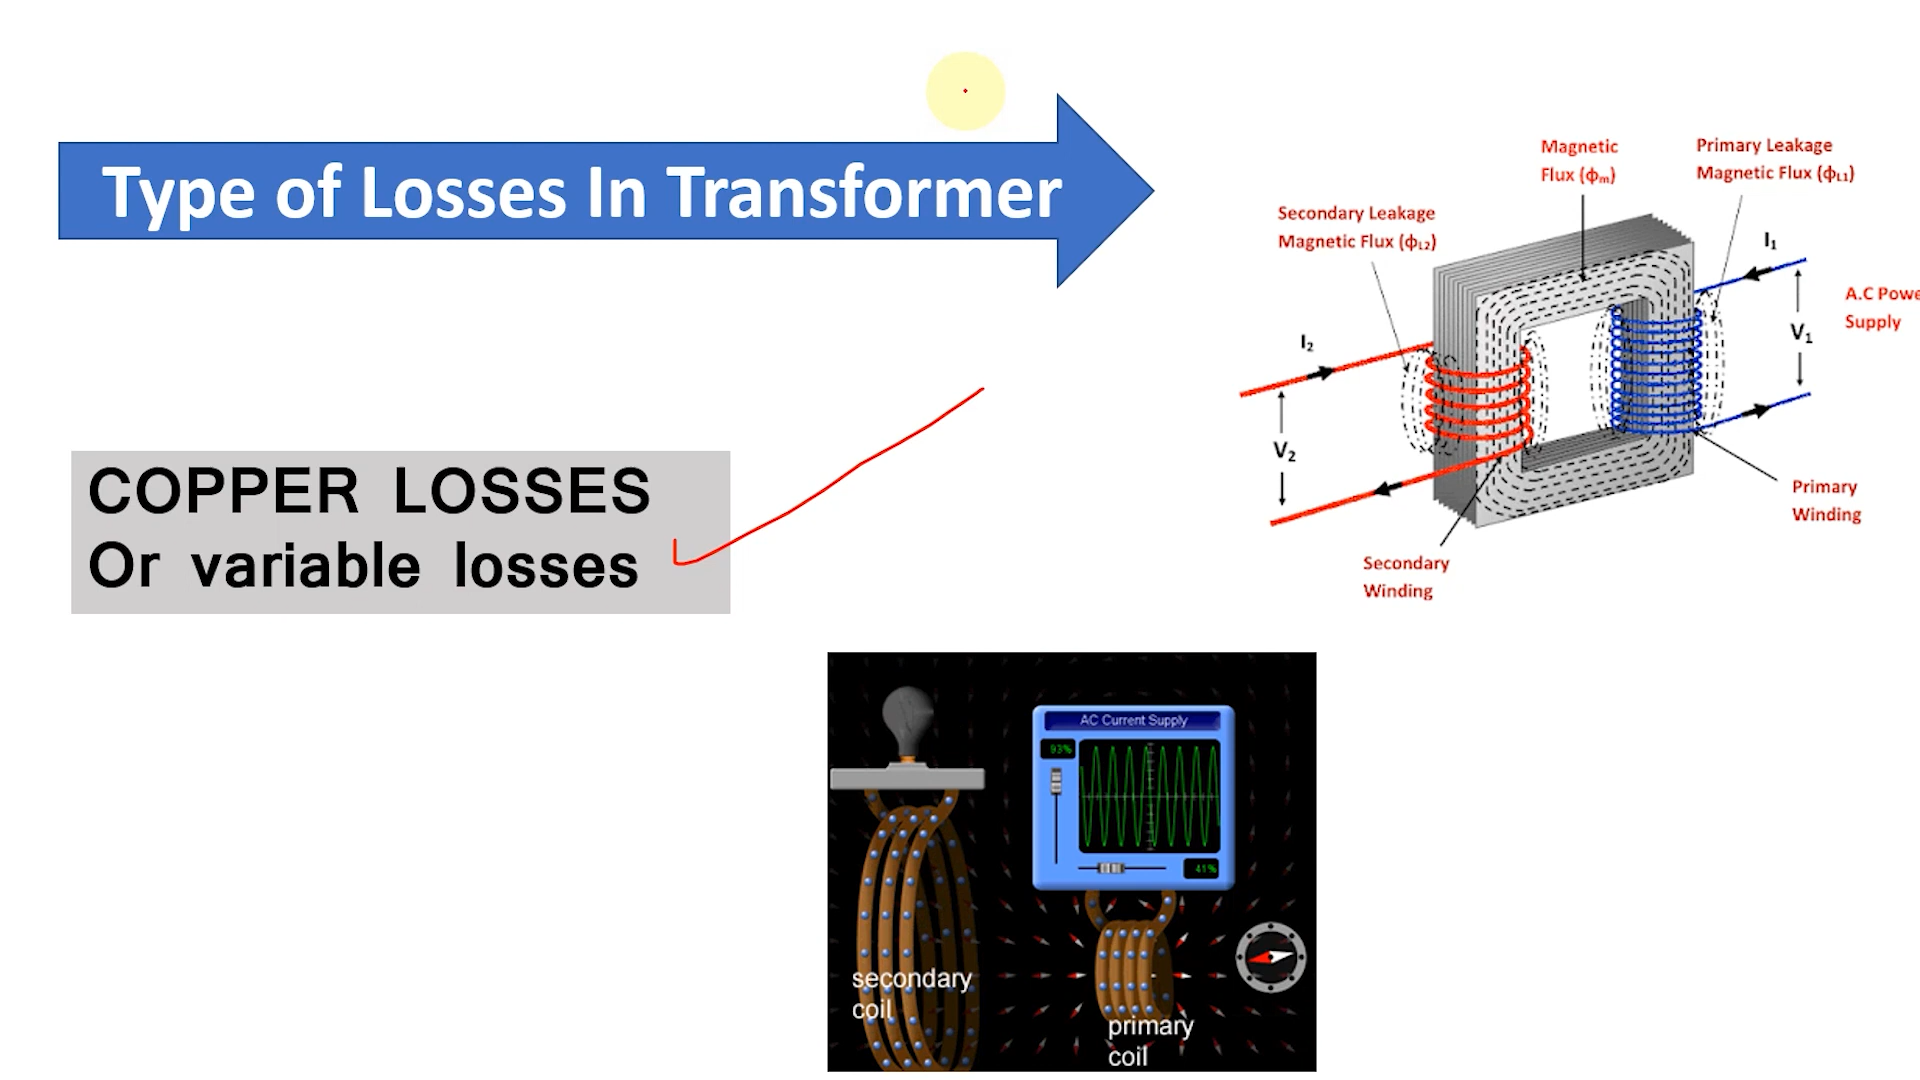 Type of Losses In Transformer
COPPER LOSSES
Or variable losses
Magnetic
Flux (ϕm)
Primary Leakage
Magnetic Flux (ϕL1)
Secondary Leakage
Magnetic Flux (ϕL2)
I1
A.C Powe
Supply
V1
I2
V2
Primary
Winding
Secondary
Winding
AC Current Supply
93%
41%
secondary
coil
primary
coil